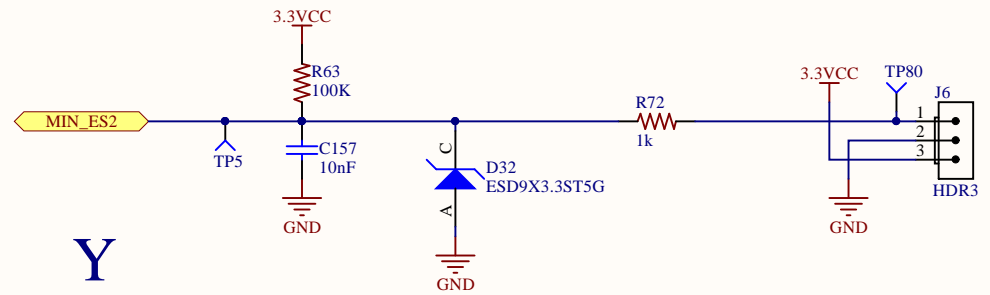 3.3VCC
R63
100K
3.3VCC
TP80
J6
R72
1k
MIN_ES2
TP5
C157
10nF
C
D32
ESD9X3.3ST5G
A
1
2
3
HDR3
GND
GND
GND
Y